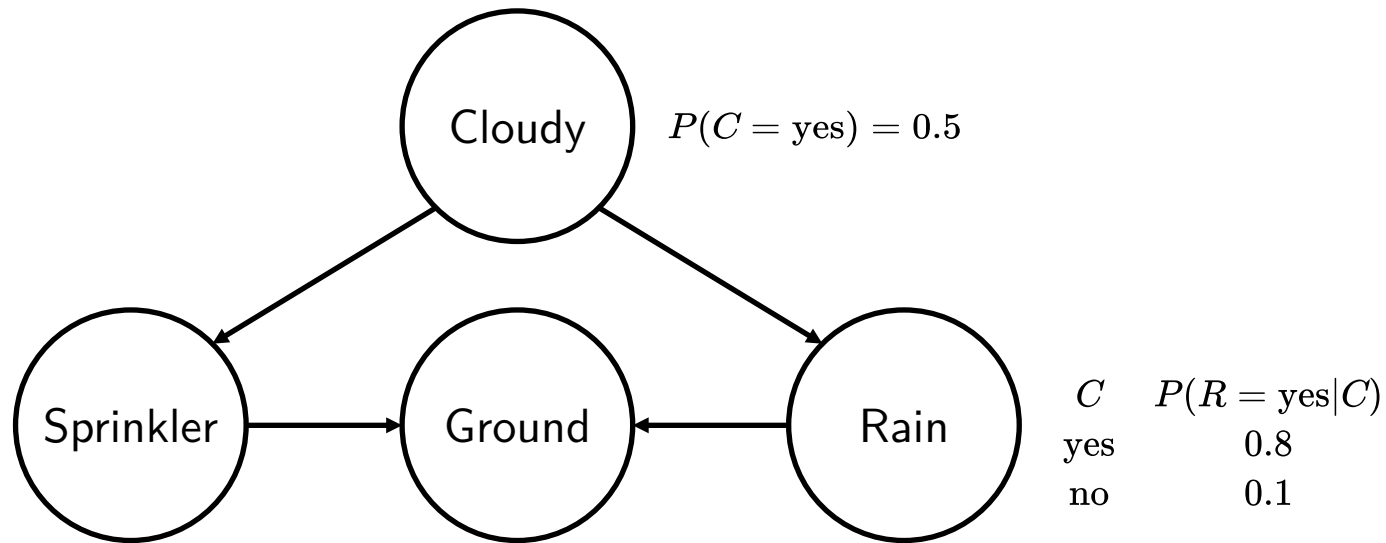 Cloudy
P(C = yes) = 0.5
Sprinkler
Ground
Rain
C P(R = yes|C)
yes 0.8
no 0.1